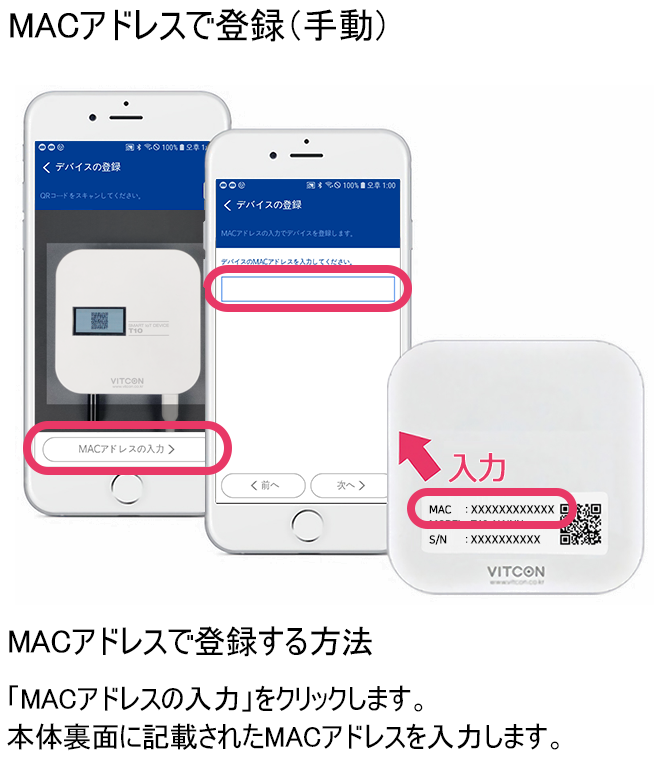 MACアドレスで登録(手動)
100% 오후 1:
デバイスの登録
QRコードをスキャンしてください。
SMART IoT DEVICE
T10
VITCON
MACアドレスの入力
100% 오후 1:00
デバイスの登録
MACアドレスの入力でデバイスを登録します。
デバイスのMACアドレスを入力してください。
前へ
次へ
入力
MAC : XXXXXXXXXXXX
S/N : XXXXXXXXXX
VITCON
www.vitcon.co.kr
MACアドレスで登録する方法
「MACアドレスの入力」をクリックします。
本体裏面に記載されたMACアドレスを入力します。